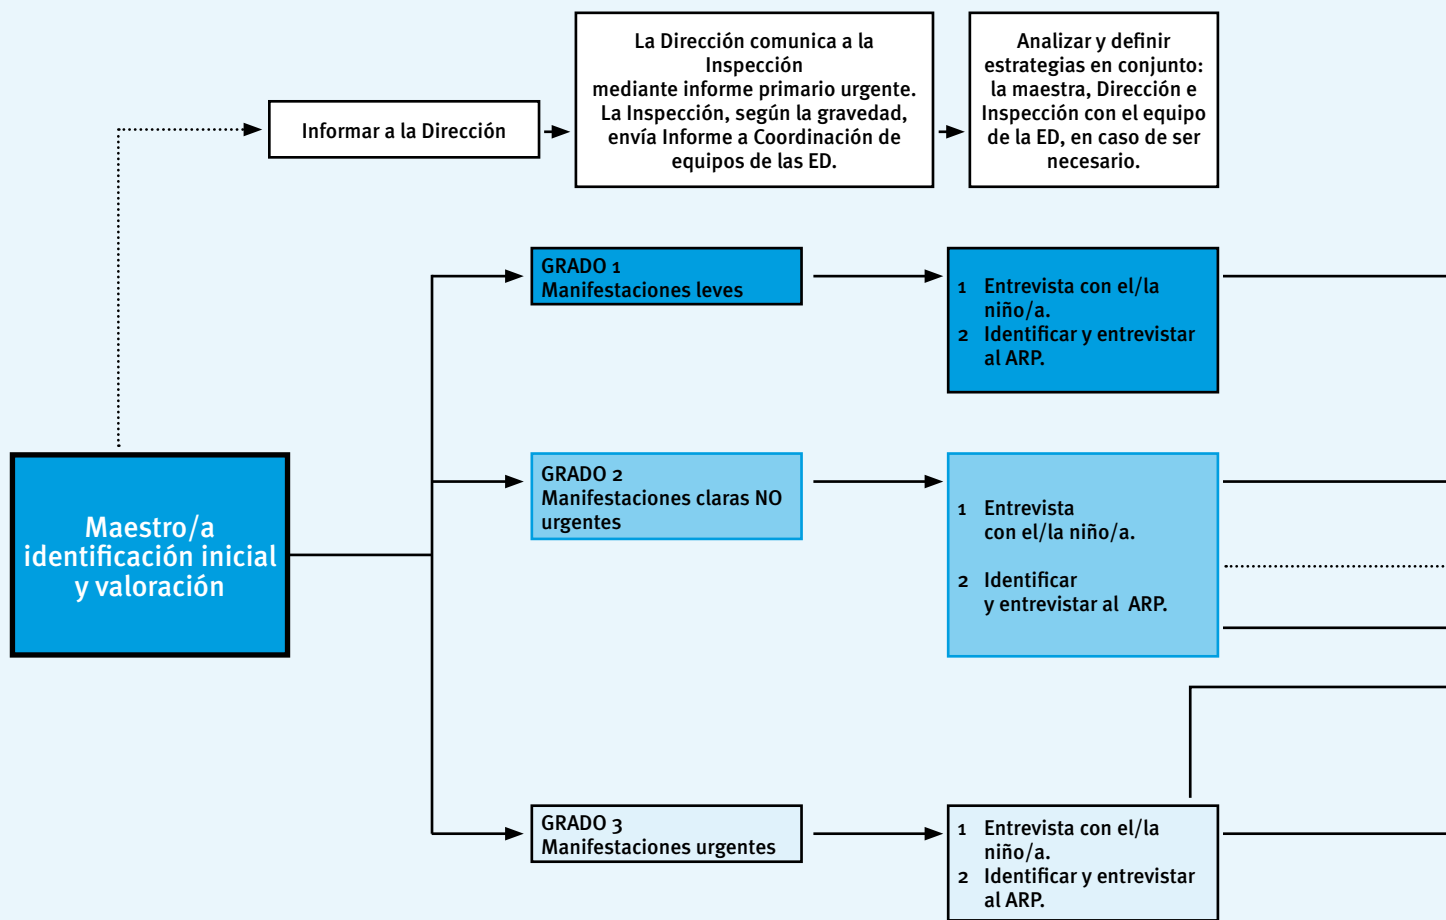 Informar a la Dirección
La Dirección comunica a la
Inspección
mediante informe primario urgente.
La Inspección, según la gravedad,
envía Informe a Coordinación de
equipos de las ED.
Analizar y definir
estrategias en conjunto:
la maestra, Dirección e
Inspección con el equipo
de la ED, en caso de ser
necesario.
Maestro/a
identificación inicial
y valoración
GRADO 1
Manifestaciones leves
1 Entrevista con el/la
niño/a.
2 Identificar y entrevistar
al ARP.
GRADO 2
Manifestaciones claras NO
urgentes
1 Entrevista
con el/la niño/a.
2 Identificar
y entrevistar al ARP.
GRADO 3
Manifestaciones urgentes
1 Entrevista con el/la
niño/a.
2 Identificar y entrevistar
al ARP.